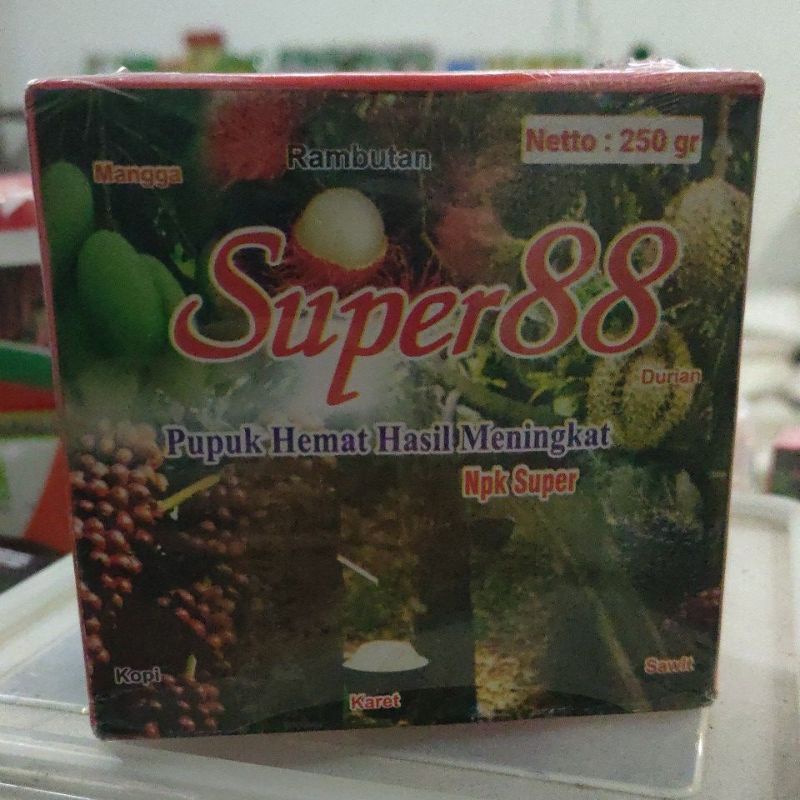 Rambutan
Netto : 250 gr
Mangga
Super88
Durian
Pupuk Hemat Hasil Meningkat
Npk Super
Kopi
Karet
Sawit